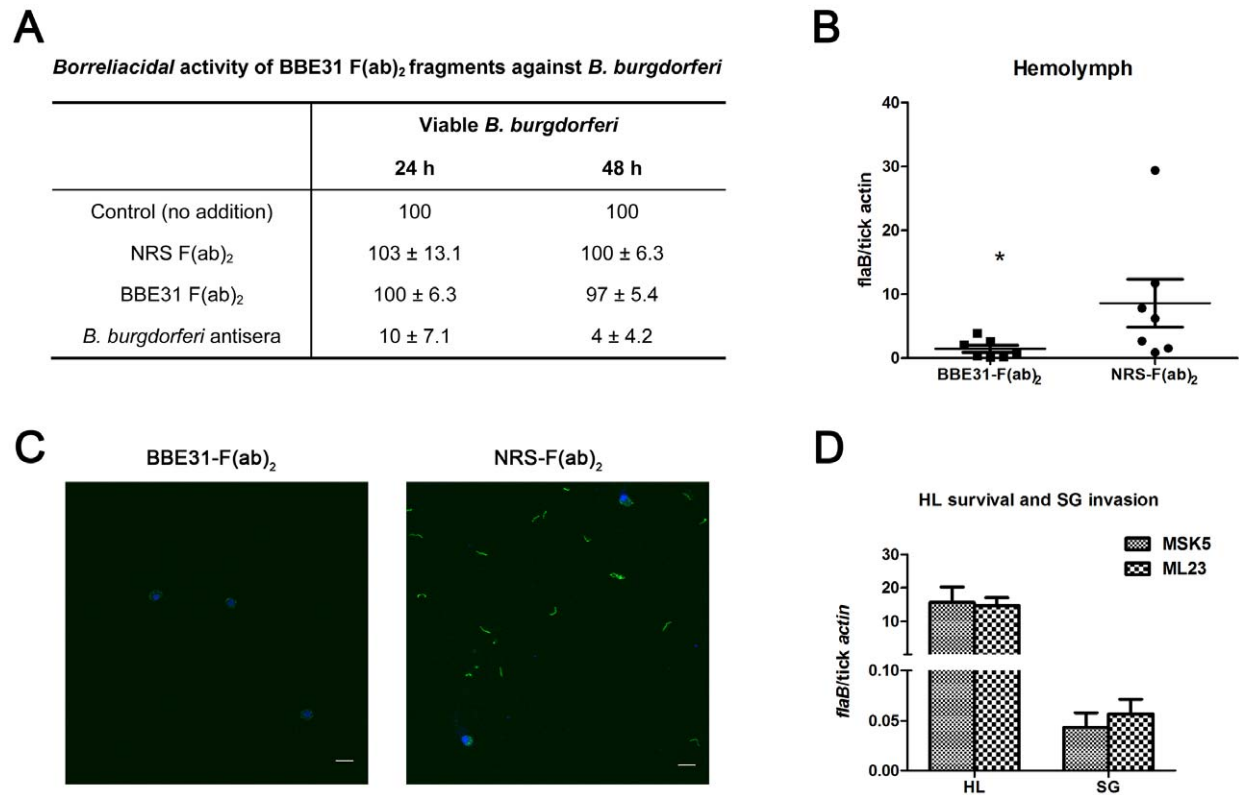 A
Borreliacidal activity of BBE31 F(ab)₂ fragments against B. burgdorferi
Viable B. burgdorferi
24 h 48 h
Control (no addition) 100 100
NRS F(ab)₂ 103 ± 13.1 100 ± 6.3
BBE31 F(ab)₂ 100 ± 6.3 97 ± 5.4
B. burgdorferi antisera 10 ± 7.1 4 ± 4.2
B
Hemolymph
flaB/tick actin
40
30
20
10
0
*
BBE31-F(ab)₂ NRS-F(ab)₂
C
BBE31-F(ab)₂ NRS-F(ab)₂
D
HL survival and SG invasion
MSK5
ML23
flaB/tick actin
30
20
10
0.10
0.05
0.00
HL SG